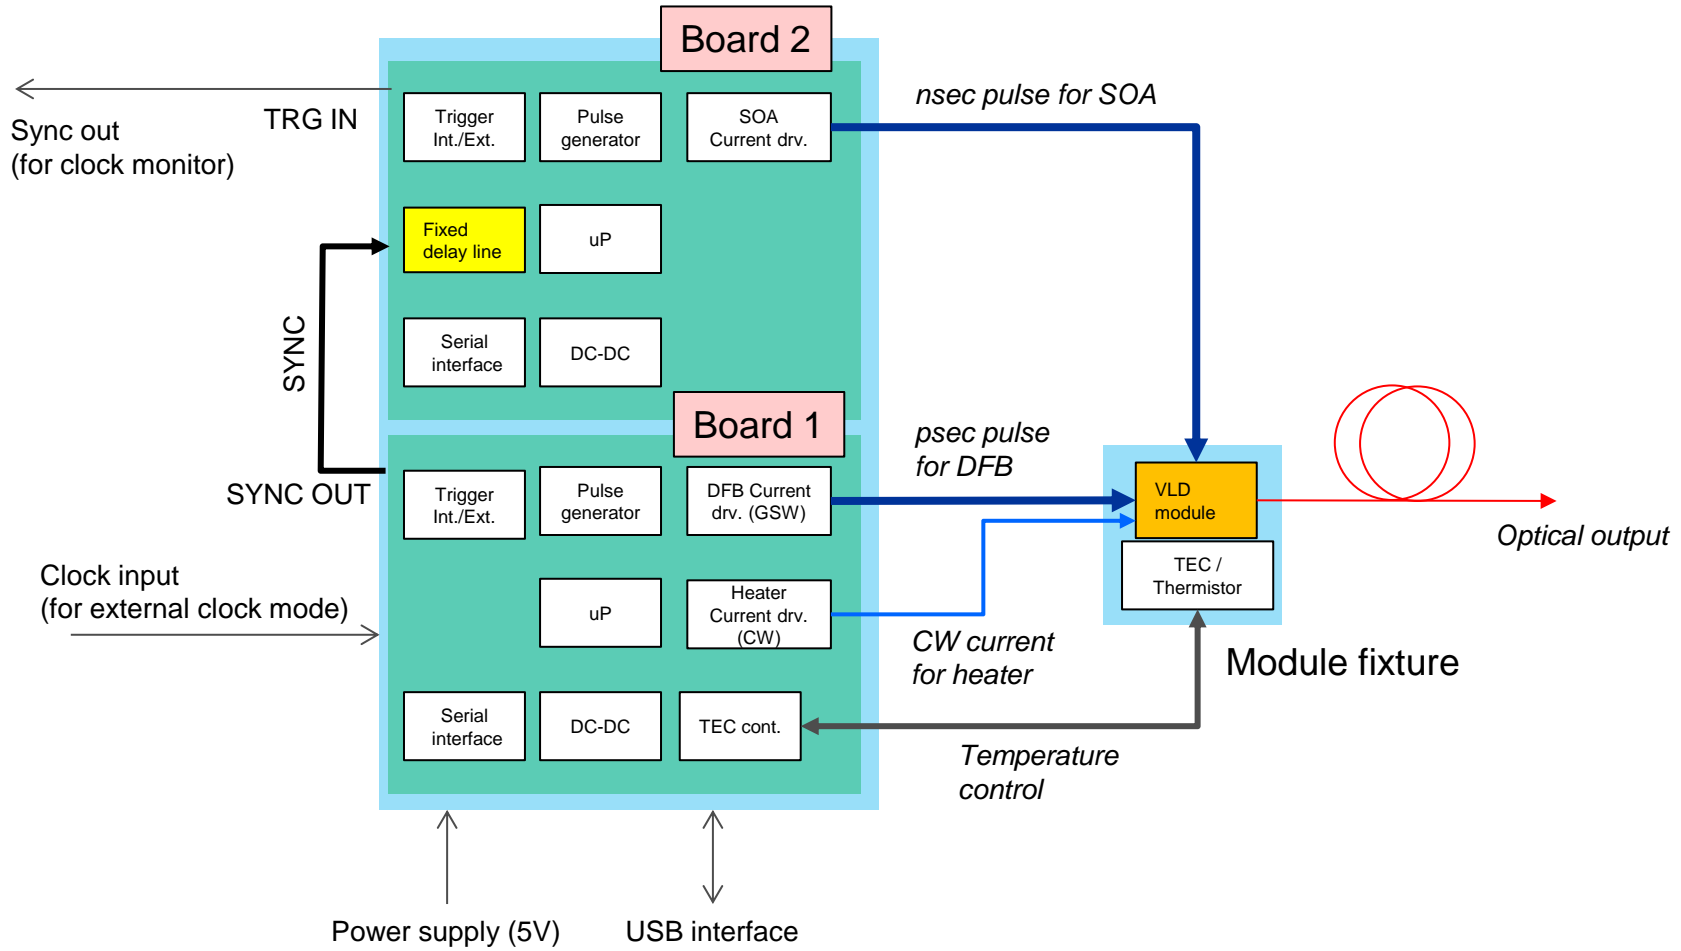 Board 2
TRG IN
Sync out
(for clock monitor)
Trigger
Int./Ext.
Pulse
generator
SOA
Current drv.
nsec pulse for SOA
Fixed
delay line
uP
SYNC
Serial
interface
DC-DC
Board 1
SYNC OUT
Trigger
Int./Ext.
Pulse
generator
DFB Current
drv. (GSW)
psec pulse
for DFB
VLD
module
Optical output
TEC /
Thermistor
Module fixture
Clock input
(for external clock mode)
uP
Heater
Current drv.
(CW)
CW current
for heater
Serial
interface
DC-DC
TEC cont.
Temperature
control
Power supply (5V)
USB interface